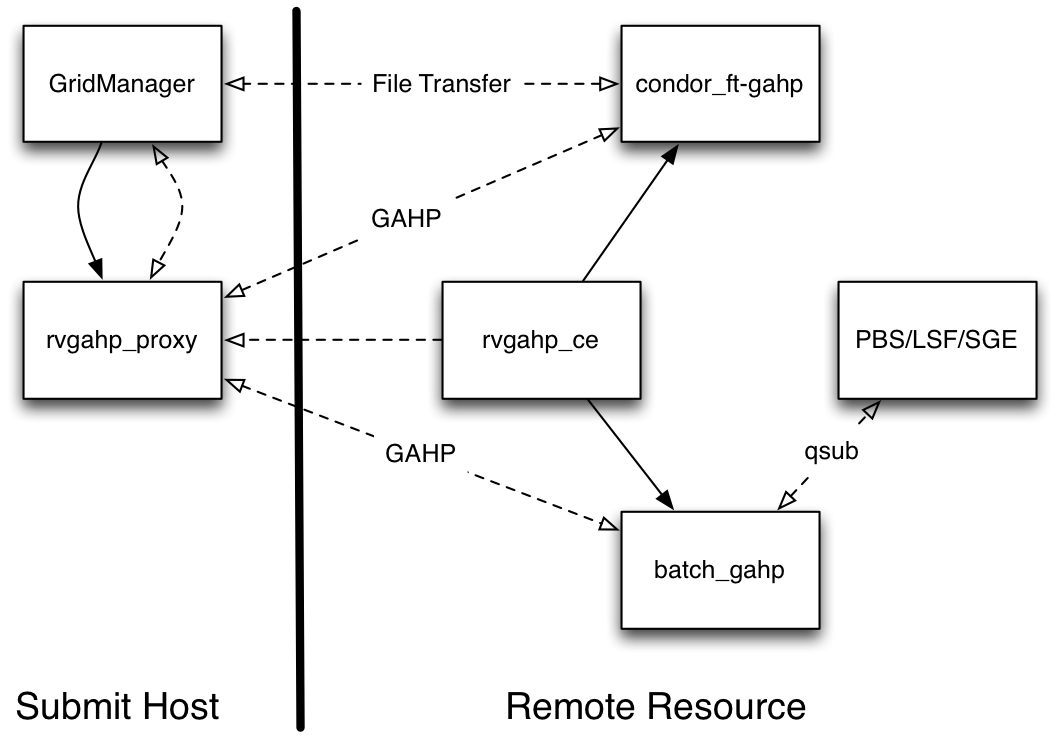 GridManager
File Transfer
condor_ft-gahp
GAHP
rvgahp_proxy
rvgahp_ce
PBS/LSF/SGE
GAHP
qsub
batch_gahp
Submit Host
Remote Resource